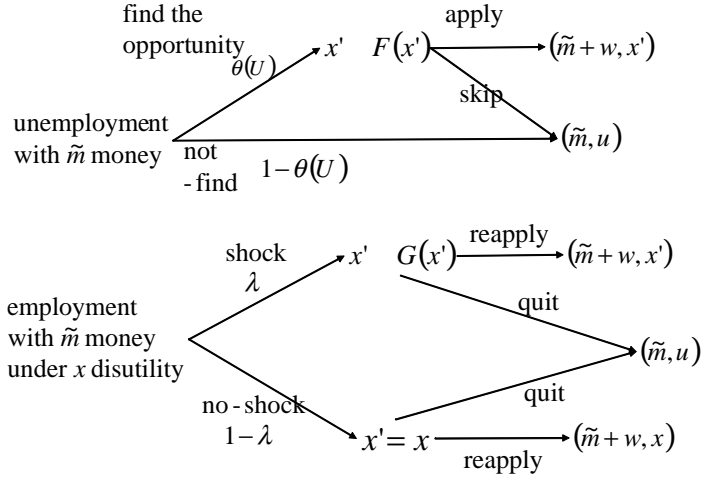 find the
opportunity
θ(U)
x'
F(x')
apply
(m̃ + w, x')
skip
unemployment
with m̃ money
not
- find
1 − θ(U)
(m̃, u)
shock
λ
x'
G(x')
reapply
(m̃ + w, x')
quit
employment
with m̃ money
under x disutility
(m̃, u)
quit
no - shock
1 − λ
x' = x
reapply
(m̃ + w, x)